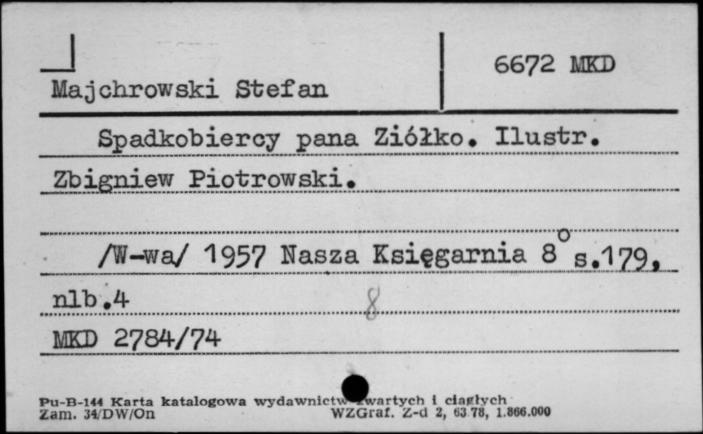 6672 MKD
Majchrowski Stefan
Spadkobiercy pana Ziółko. Ilustr.
Zbigniew Piotrowski.
/W-wa/ 1957 Nasza Księgarnia 8° s.179,
nlb.4
8
MKD 2784/74
Pu-B-144 Karta katalogowa wydawnictw zwartych i ciągłych
Zam. 34/DW/On WZGraf. Z-d 2, 63.78, 1.866.000